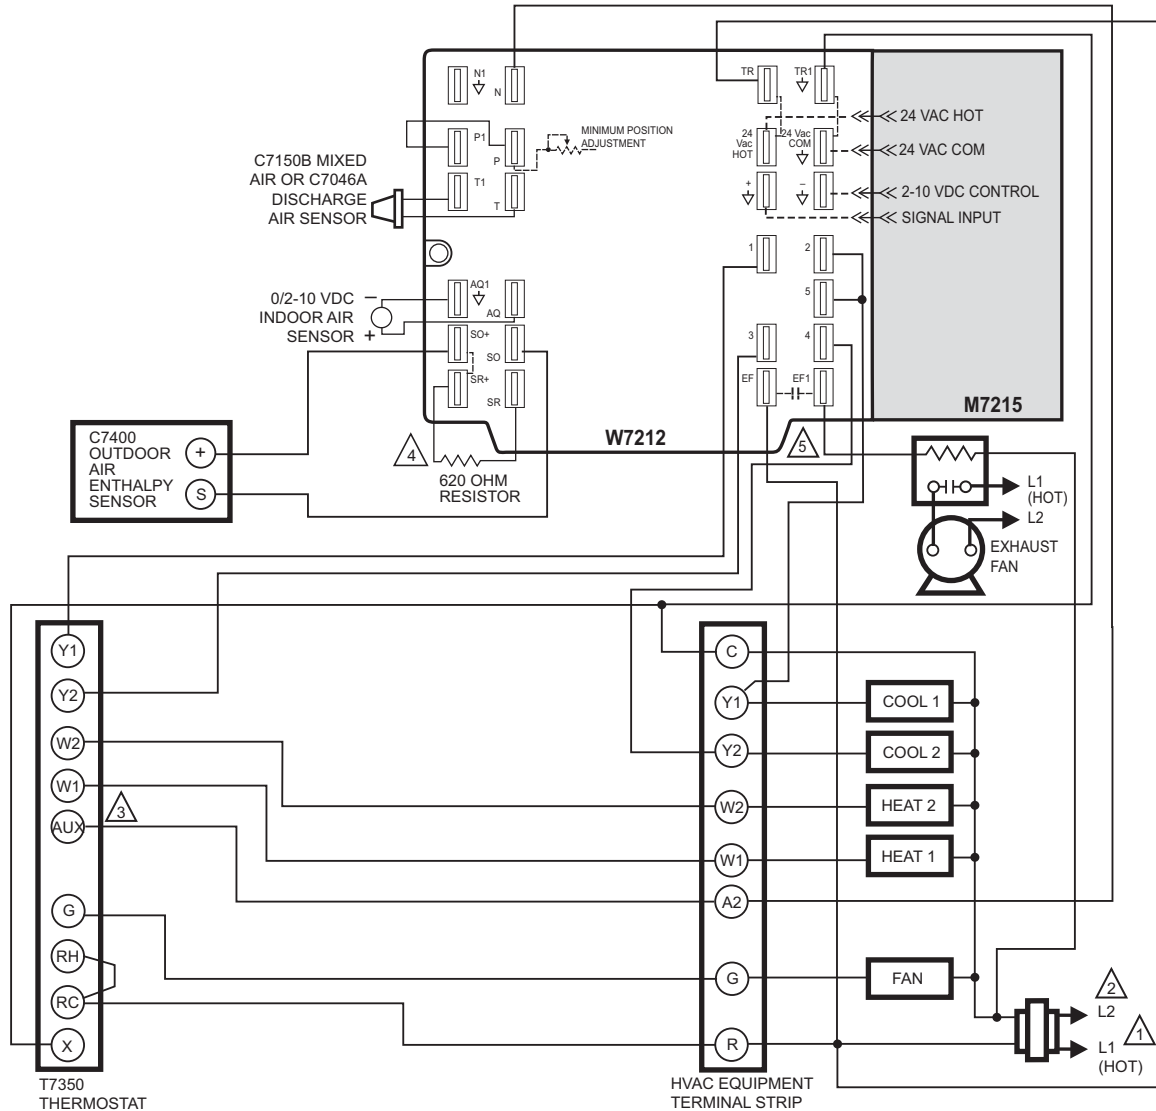 N1
N
TR
TR1
24 VAC HOT
P1
P
MINIMUM POSITION
ADJUSTMENT
24
Vac
HOT
24 Vac
COM
24 VAC COM
C7150B MIXED
AIR OR C7046A
DISCHARGE
AIR SENSOR
T1
T
+
–
2-10 VDC CONTROL
SIGNAL INPUT
1
2
0/2-10 VDC –
INDOOR AIR
SENSOR +
AQ1
AQ
5
SO+
SO
3
4
SR+
SR
EF
EF1
M7215
W7212
C7400
OUTDOOR
AIR
ENTHALPY
SENSOR
+
S
4
620 OHM
RESISTOR
5
L1
(HOT)
L2
EXHAUST
FAN
Y1
Y2
W2
W1
AUX
3
G
RH
RC
X
T7350
THERMOSTAT
C
Y1
COOL 1
Y2
COOL 2
W2
HEAT 2
W1
HEAT 1
A2
G
FAN
R
HVAC EQUIPMENT
TERMINAL STRIP
2
L2
1
L1
(HOT)